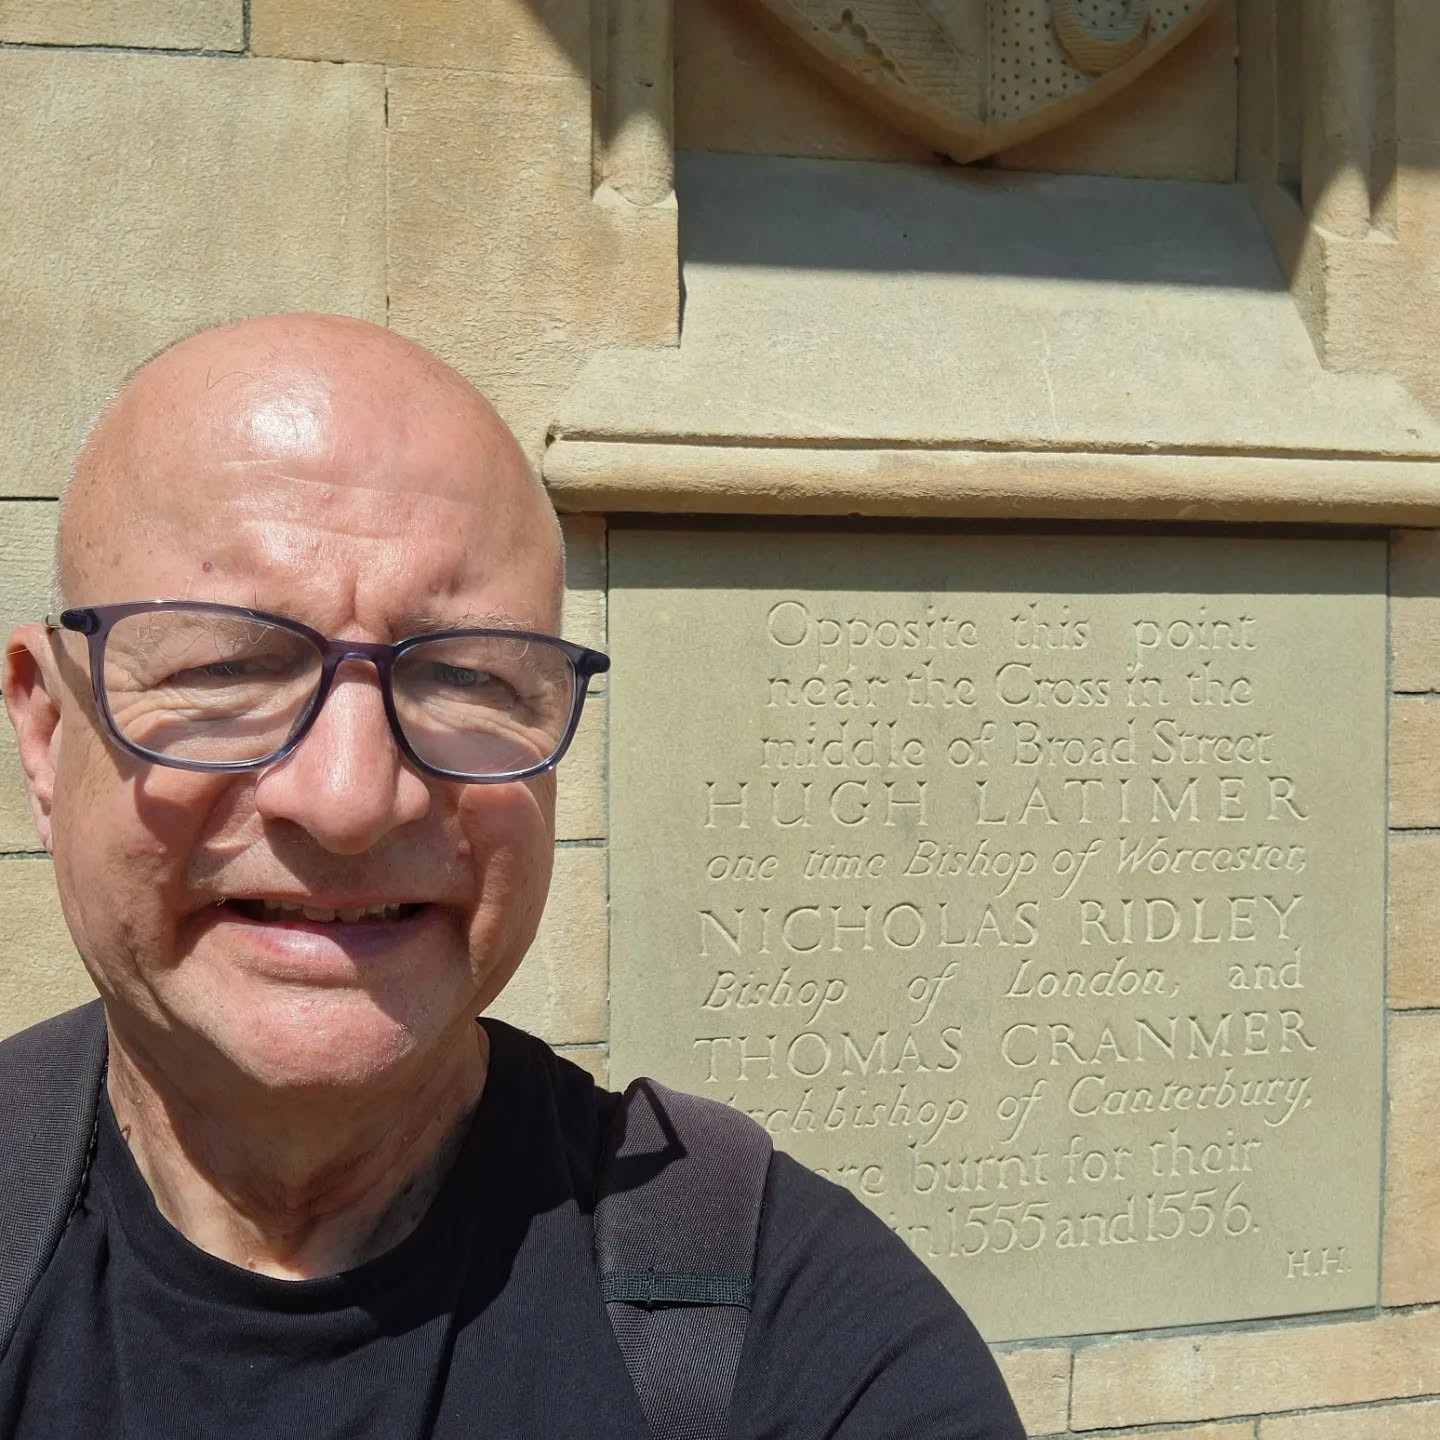 Opposite this point
near the Cross in the
middle of Broad Street
HUGH LATIMER
one time Bishop of Worcester,
NICHOLAS RIDLEY
Bishop of London, and
THOMAS CRANMER
Archbishop of Canterbury,
burnt for their
in 1555 and 1556.
H.H.